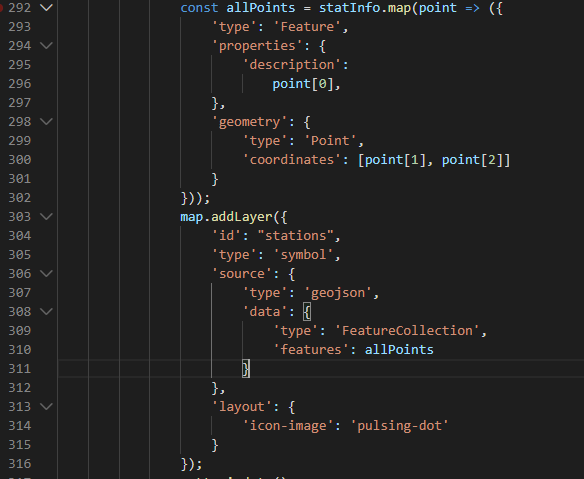 292 const allPoints = statInfo.map(point => ({
293 'type': 'Feature',
294 'properties': {
295 'description':
296 point[0],
297 },
298 'geometry': {
299 'type': 'Point',
300 'coordinates': [point[1], point[2]]
301 }
302 }));
303 map.addLayer({
304 'id': "stations",
305 'type': 'symbol',
306 'source': {
307 'type': 'geojson',
308 'data': {
309 'type': 'FeatureCollection',
310 'features': allPoints
311 }
312 },
313 'layout': {
314 'icon-image': 'pulsing-dot'
315 }
316 });